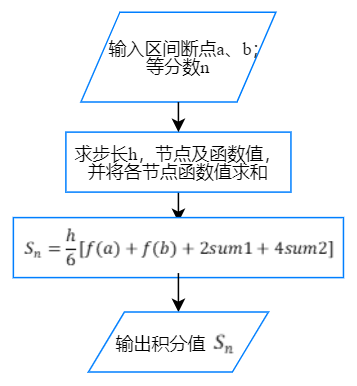 输入区间断点a、b;
等分数n
求步长h，节点及函数值，
并将各节点函数值求和
Sₙ = h/6[f(a) + f(b) + 2sum1 + 4sum2]
输出积分值 Sₙ